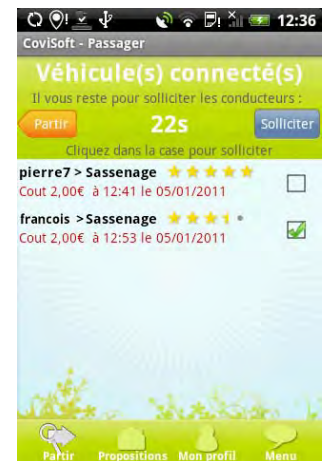 12:36
CoviSoft - Passager
Véhicule(s) connecté(s)
Il vous reste pour solliciter les conducteurs :
Partir 22s Solliciter
Cliquez dans la case pour solliciter
pierre7 > Sassenage
Cout 2,00€ à 12:41 le 05/01/2011
francois > Sassenage
Cout 2,00€ à 12:53 le 05/01/2011
Partir Propositions Mon profil Menu